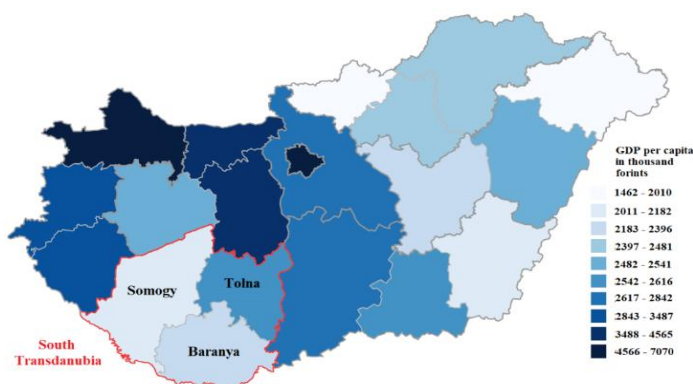 GDP per capita
in thousand
forints
1462 - 2010
2011 - 2182
2183 - 2396
2397 - 2481
2482 - 2541
2542 - 2616
2617 - 2842
2843 - 3487
3488 - 4565
4566 - 7070
Somogy
Tolna
Baranya
South
Transdanubia